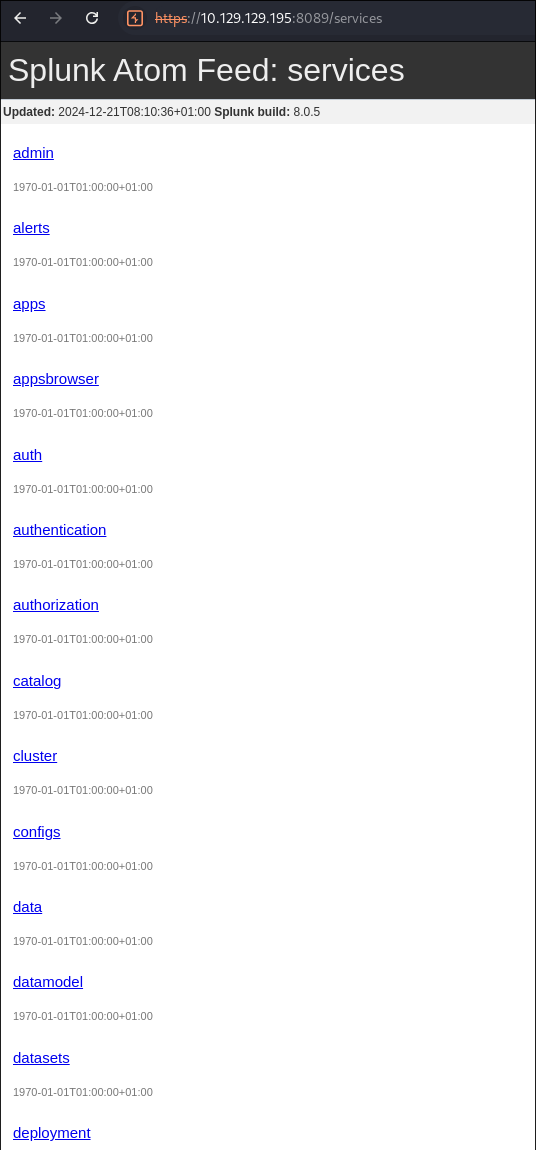 https://10.129.129.195:8089/services
Splunk Atom Feed: services
Updated: 2024-12-21T08:10:36+01:00 Splunk build: 8.0.5
admin
1970-01-01T01:00:00+01:00
alerts
1970-01-01T01:00:00+01:00
apps
1970-01-01T01:00:00+01:00
appsbrowser
1970-01-01T01:00:00+01:00
auth
1970-01-01T01:00:00+01:00
authentication
1970-01-01T01:00:00+01:00
authorization
1970-01-01T01:00:00+01:00
catalog
1970-01-01T01:00:00+01:00
cluster
1970-01-01T01:00:00+01:00
configs
1970-01-01T01:00:00+01:00
data
1970-01-01T01:00:00+01:00
datamodel
1970-01-01T01:00:00+01:00
datasets
1970-01-01T01:00:00+01:00
deployment